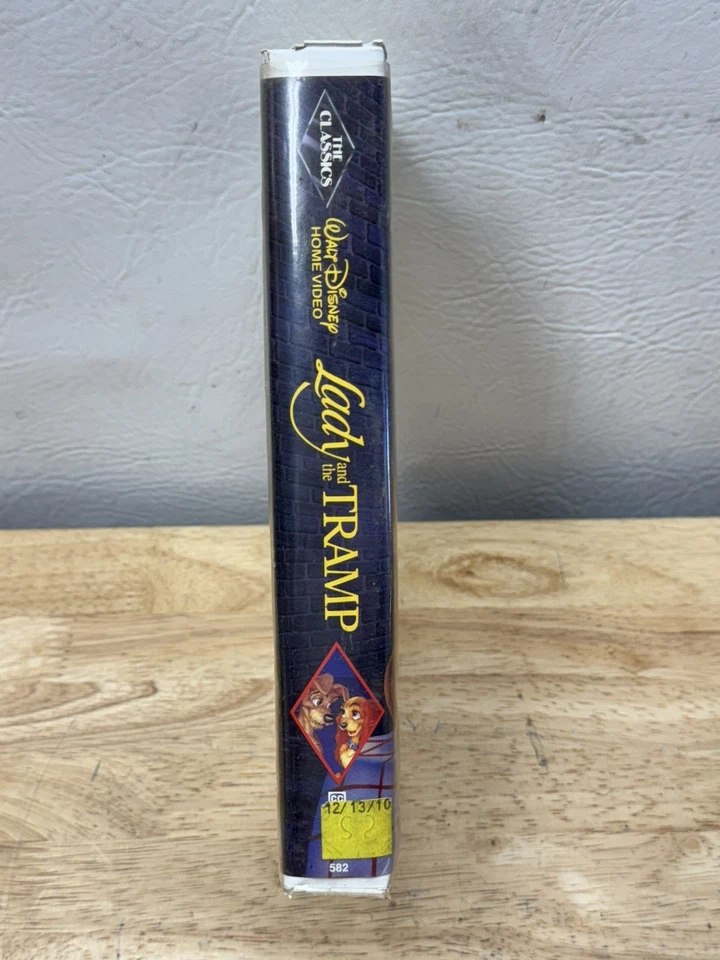 THE
CLASSICS
WALT DISNEY
HOME VIDEO
Lady
and
the
TRAMP
CC
12/13/10
582